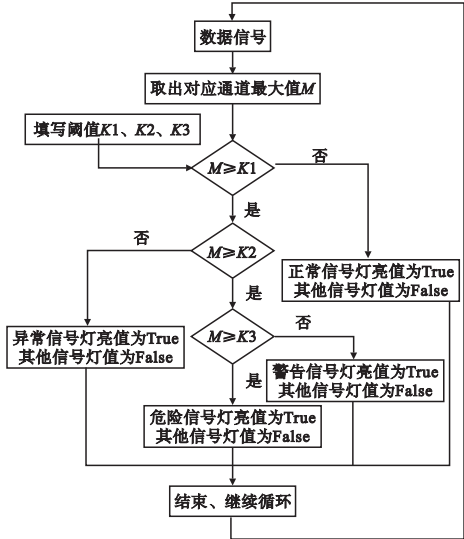 数据信号
取出对应通道最大值M
填写阈值K1、K2、K3
M≥K1
否
是
M≥K2
否
正常信号灯亮值为True
其他信号灯值为False
是
异常信号灯亮值为True
其他信号灯值为False
M≥K3
否
警告信号灯亮值为True
其他信号灯值为False
是
危险信号灯亮值为True
其他信号灯值为False
结束、继续循环